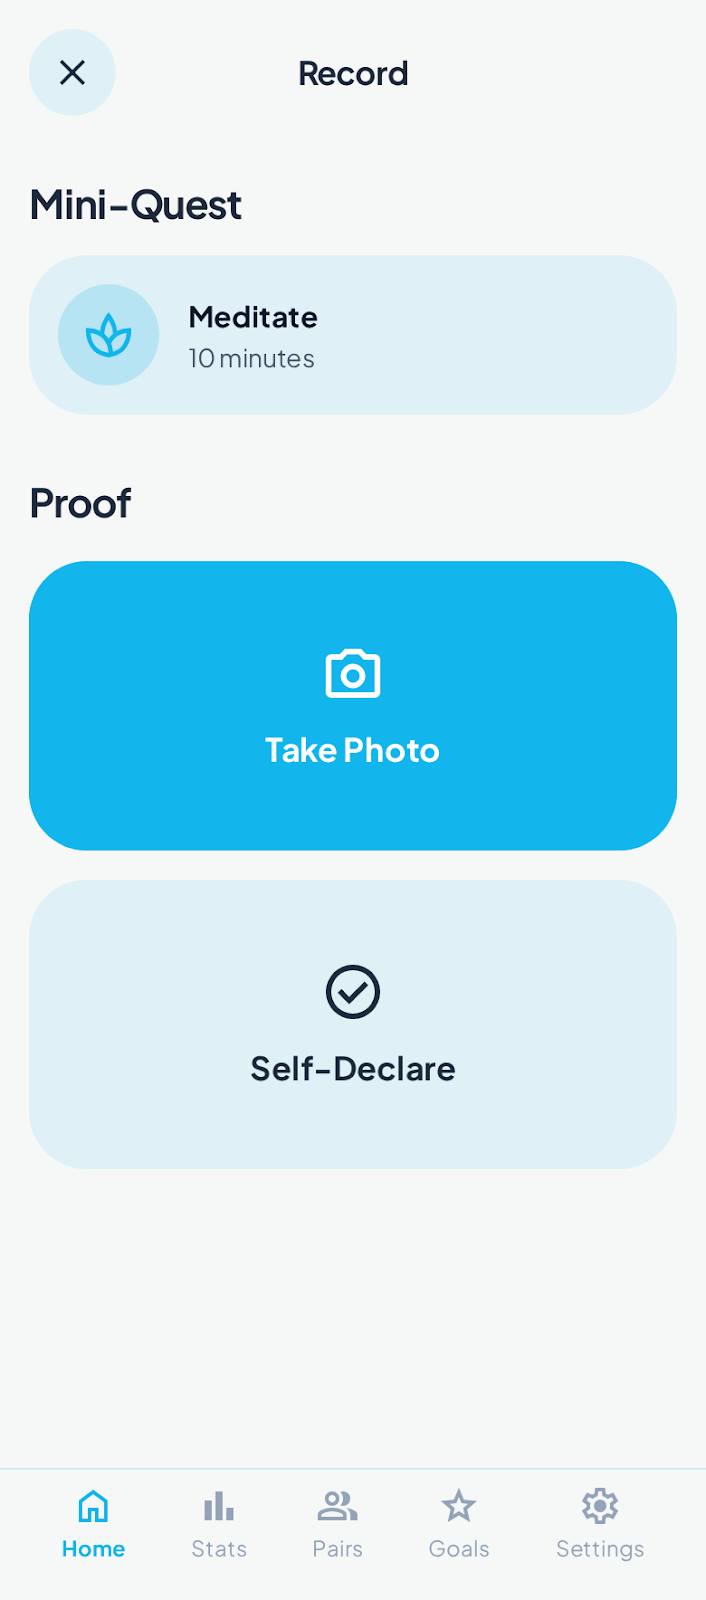 Record
Mini-Quest
Meditate
10 minutes
Proof
Take Photo
Self-Declare
Home
Stats
Pairs
Goals
Settings